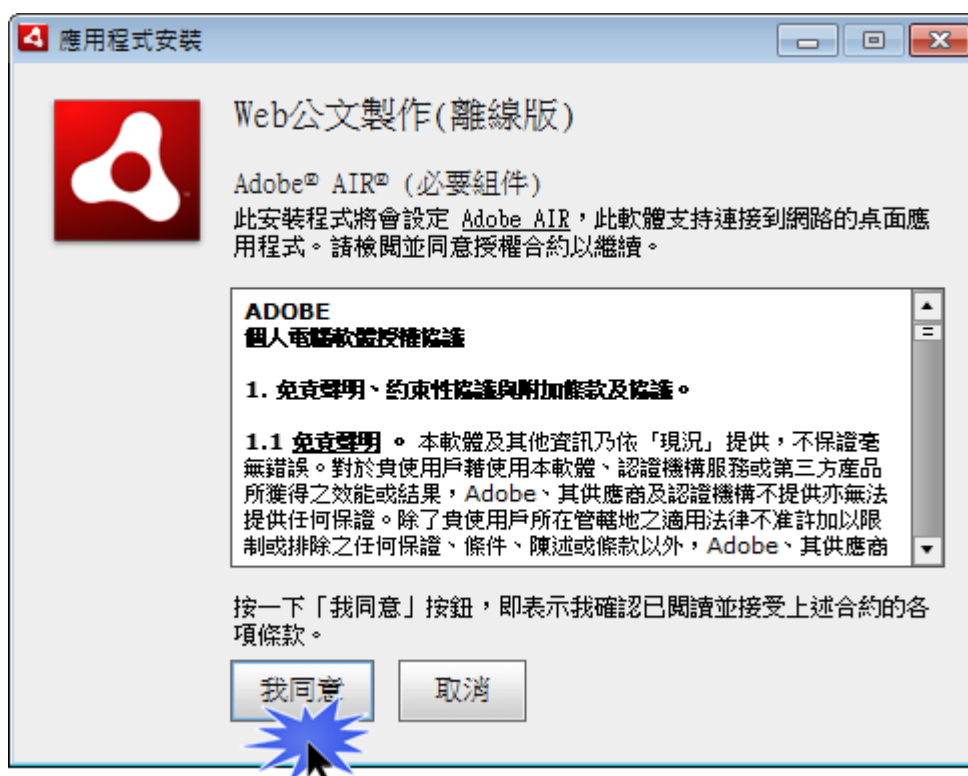 應用程式安裝
Web公文製作(離線版)
Adobe® AIR® (必要組件)
此安裝程式將會設定 Adobe AIR，此軟體支持連接到網路的桌面應
用程式。請檢閱並同意授權合約以繼續。
ADOBE
個人電腦軟體授權協議
1. 免責聲明、約束性協議與附加條款及協議。
1.1 免責聲明 。 本軟體及其他資訊乃依「現況」提供，不保證毫
無錯誤。對於貴使用戶藉使用本軟體、認證機構服務或第三方產品
所獲得之效能或結果，Adobe、其供應商及認證機構不提供亦無法
提供任何保證。除了貴使用戶所在管轄地之適用法律不准許加以限
制或排除之任何保證、條件、陳述或條款以外，Adobe、其供應商
按一下「我同意」按鈕，即表示我確認已閱讀並接受上述合約的各
項條款。
我同意 取消